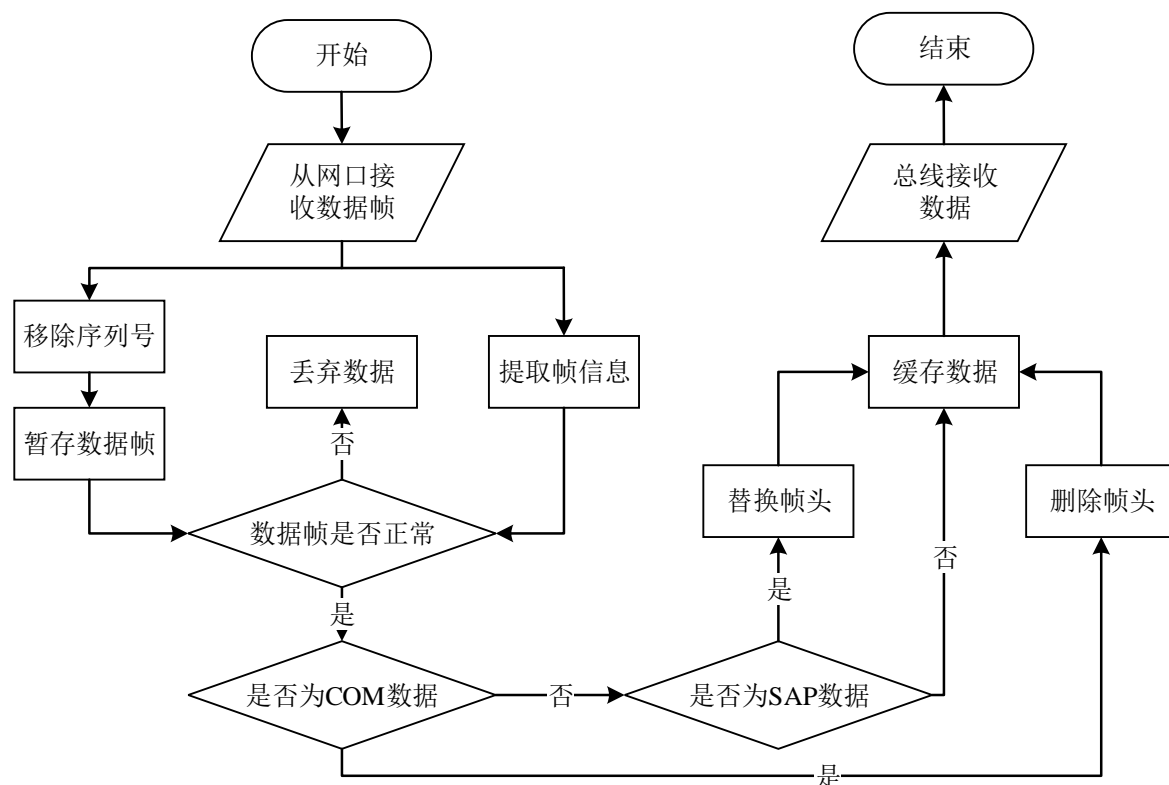 开始
结束
从网口接
收数据帧
总线接收
数据
移除序列号
丢弃数据
提取帧信息
缓存数据
暂存数据帧
否
替换帧头
删除帧头
数据帧是否正常
否
是
是
是否为COM数据
否
是否为SAP数据
是